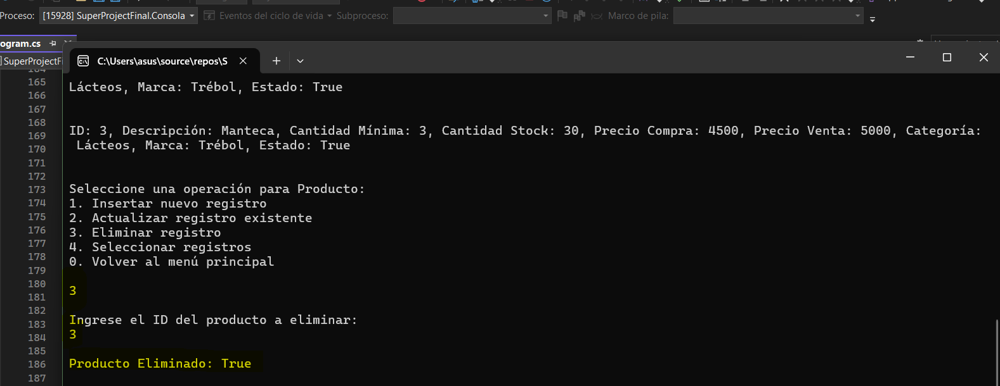 Proceso: [15928] SuperProjectFinal.Consola Eventos del ciclo de vida Subproceso: Marco de pila:
ogram.cs
SuperProjectFi C:\Users\asus\source\repos\S
165
166
167
168
169
170
171
172
173
174
175
176
177
178
179
180
181
182
183
184
185
186
187
Lácteos, Marca: Trébol, Estado: True
ID: 3, Descripción: Manteca, Cantidad Mínima: 3, Cantidad Stock: 30, Precio Compra: 4500, Precio Venta: 5000, Categoría:
Lácteos, Marca: Trébol, Estado: True
Seleccione una operación para Producto:
1. Insertar nuevo registro
2. Actualizar registro existente
3. Eliminar registro
4. Seleccionar registros
0. Volver al menú principal
3
Ingrese el ID del producto a eliminar:
3
Producto Eliminado: True